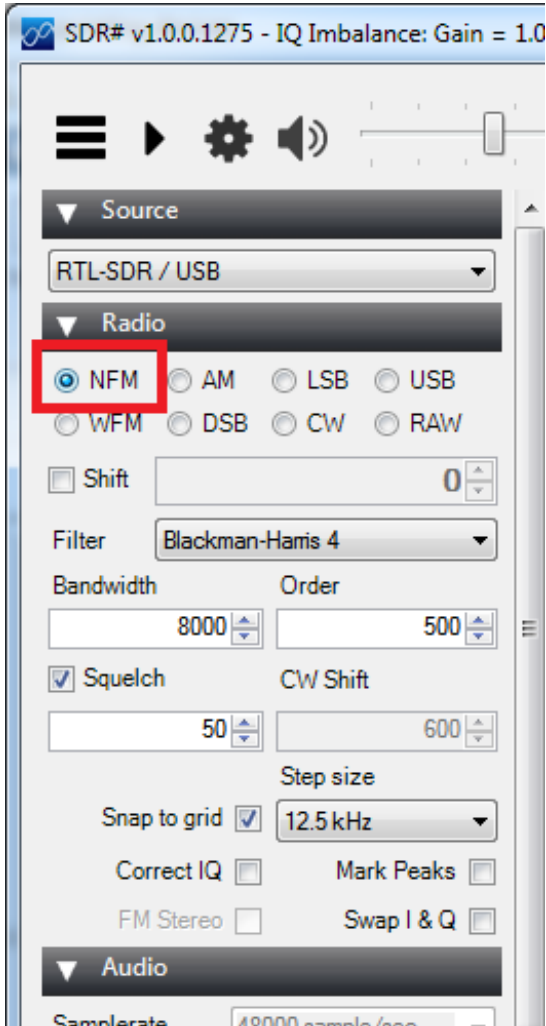 SDR# v1.0.0.1275 - IQ Imbalance: Gain = 1.0
Source
RTL-SDR / USB
Radio
NFM AM LSB USB
WFM DSB CW RAW
Shift 0
Filter Blackman-Harris 4
Bandwidth Order
8000 500
Squelch CW Shift
50 600
Step size
Snap to grid 12.5 kHz
Correct IQ Mark Peaks
FM Stereo Swap I & Q
Audio
Samplerate 48000 sample/sec